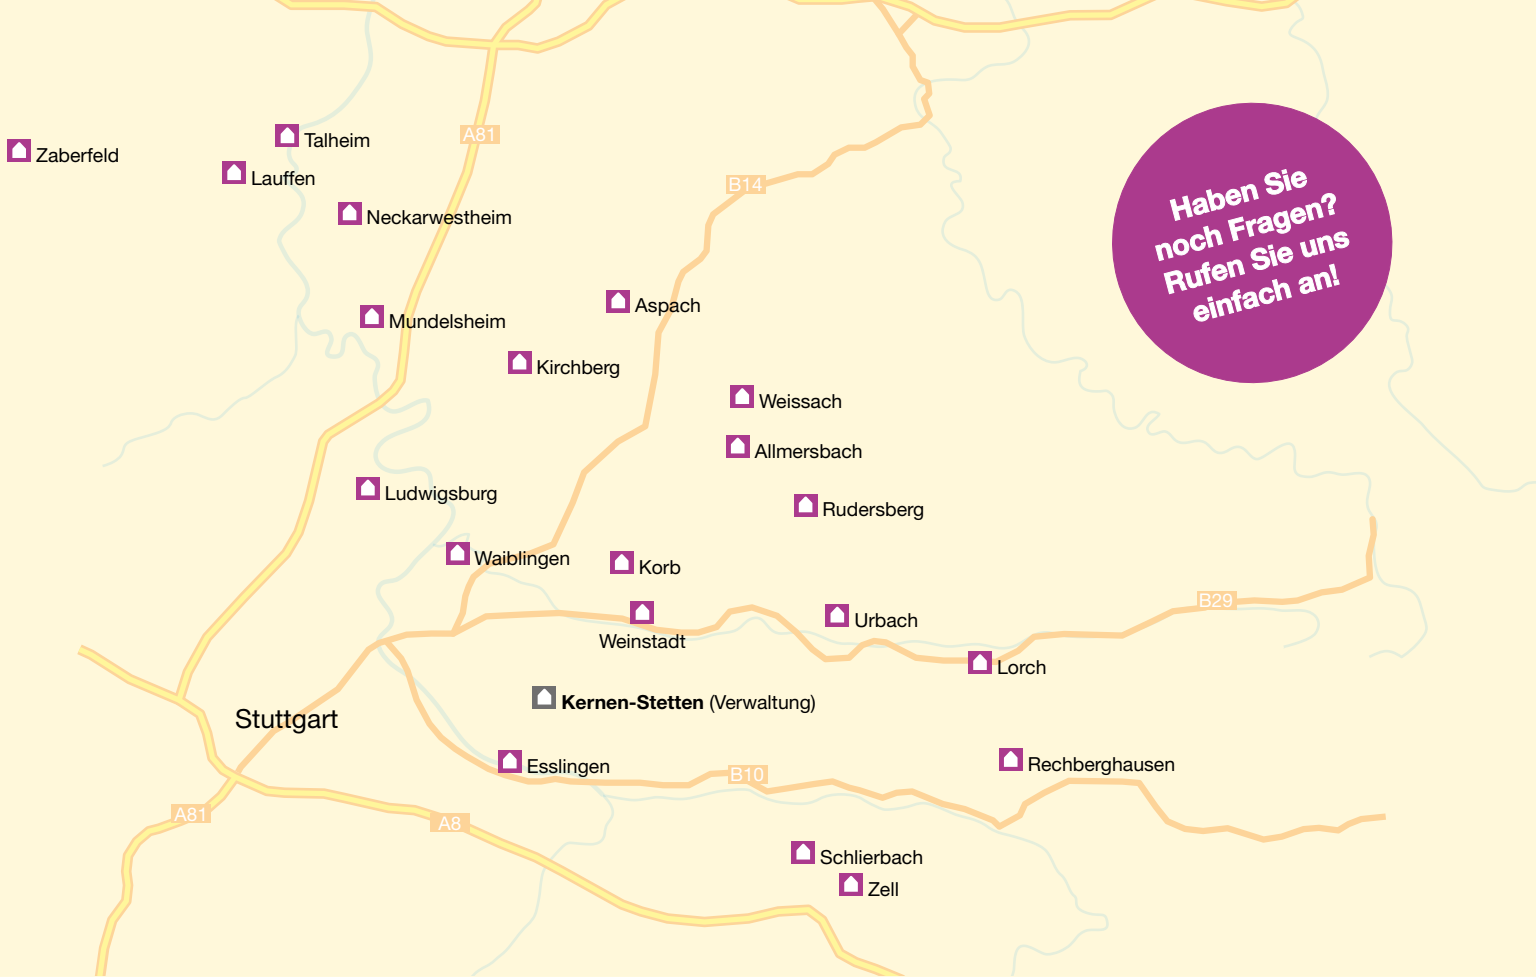 A81
Talheim
Zaberfeld
Lauffen
B14
Haben Sie
noch Fragen?
Rufen Sie uns
einfach an!
Neckarwestheim
Aspach
Mundelsheim
Kirchberg
Weissach
Allmersbach
Ludwigsburg
Rudersberg
Waiblingen
Korb
B29
Urbach
Weinstadt
Lorch
Kernen-Stetten (Verwaltung)
Stuttgart
Esslingen
Rechberghausen
B10
A81
A8
Schlierbach
Zell